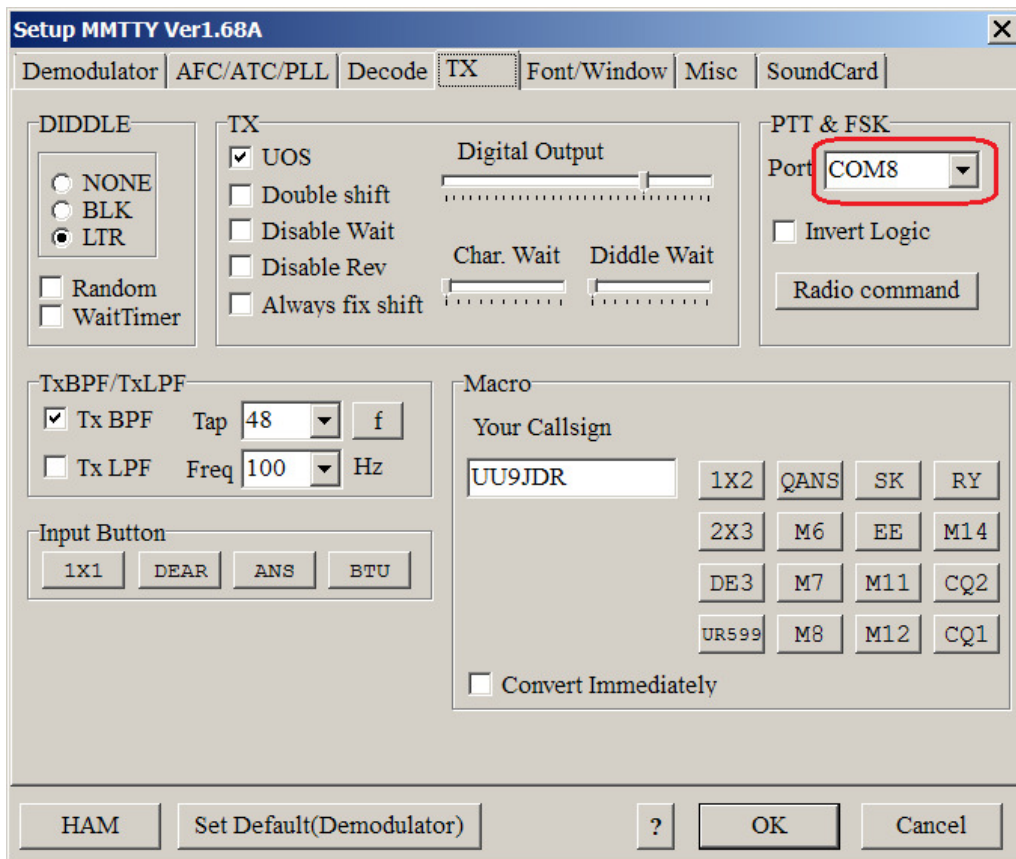 Setup MMTTY Ver1.68A
Demodulator AFC/ATC/PLL Decode TX Font/Window Misc SoundCard
DIDDLE
NONE
BLK
LTR
Random
WaitTimer
TX
UOS
Double shift
Disable Wait
Disable Rev
Always fix shift
Digital Output
Char. Wait Diddle Wait
PTT & FSK
Port COM8
Invert Logic
Radio command
TxBPF/TxLPF
Tx BPF Tap 48 f
Tx LPF Freq 100 Hz
Input Button
1X1 DEAR ANS BTU
Macro
Your Callsign
UU9JDR
1X2 QANS SK RY
2X3 M6 EE M14
DE3 M7 M11 CQ2
UR599 M8 M12 CQ1
Convert Immediately
HAM Set Default(Demodulator) ? OK Cancel